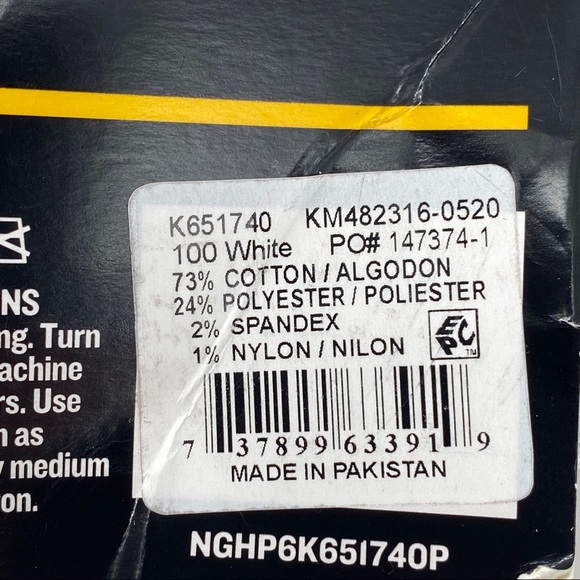 K651740 KM482316-0520
100 White PO# 147374-1
73% COTTON / ALGODON
24% POLYESTER / POLIESTER
2% SPANDEX
1% NYLON / NILON
EPC TM
7 37899 63391 9
MADE IN PAKISTAN
NGHP6K651740P
NS
ng. Turn
achine
rs. Use
n as
y medium
on.